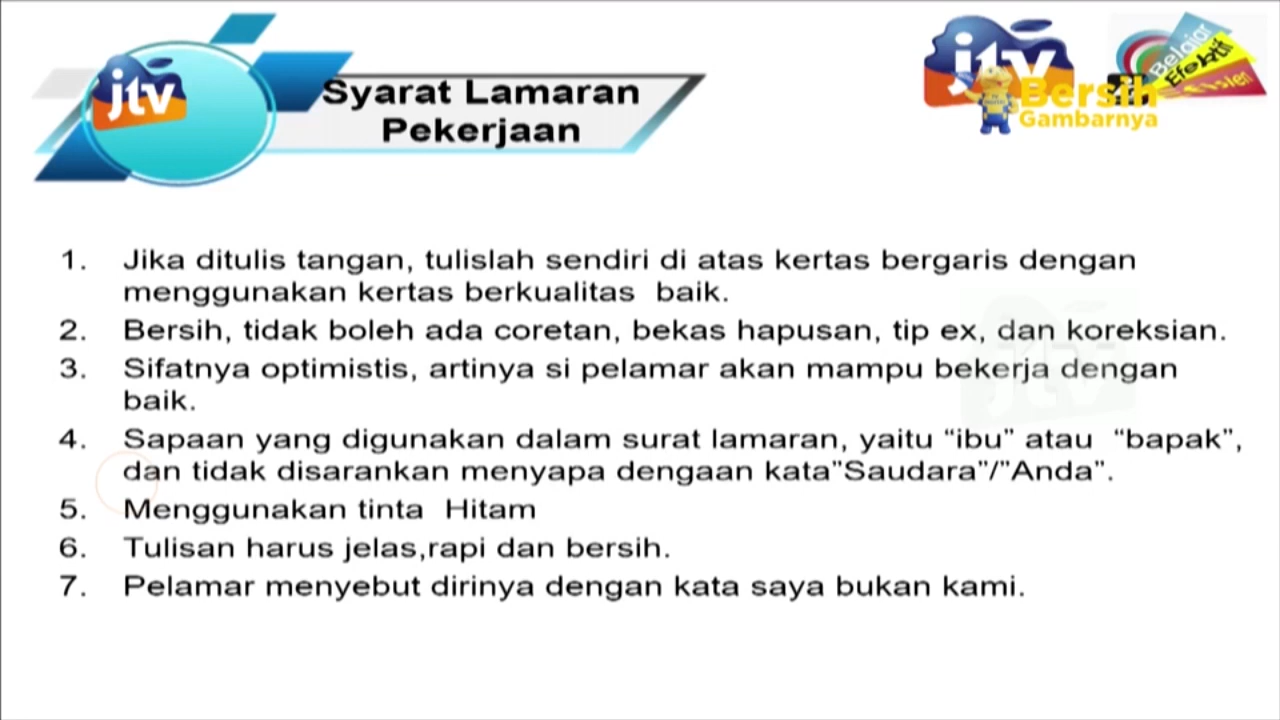 jtv
Syarat Lamaran
Pekerjaan
jtv
Bersih
Gambarnya
Belajar
Efektif
1. Jika ditulis tangan, tulislah sendiri di atas kertas bergaris dengan
menggunakan kertas berkualitas baik.
2. Bersih, tidak boleh ada coretan, bekas hapusan, tip ex, dan koreksian.
3. Sifatnya optimistis, artinya si pelamar akan mampu bekerja dengan
baik.
4. Sapaan yang digunakan dalam surat lamaran, yaitu “ibu” atau “bapak”,
dan tidak disarankan menyapa dengaan kata"Saudara"/"Anda".
5. Menggunakan tinta Hitam
6. Tulisan harus jelas,rapi dan bersih.
7. Pelamar menyebut dirinya dengan kata saya bukan kami.
jtv